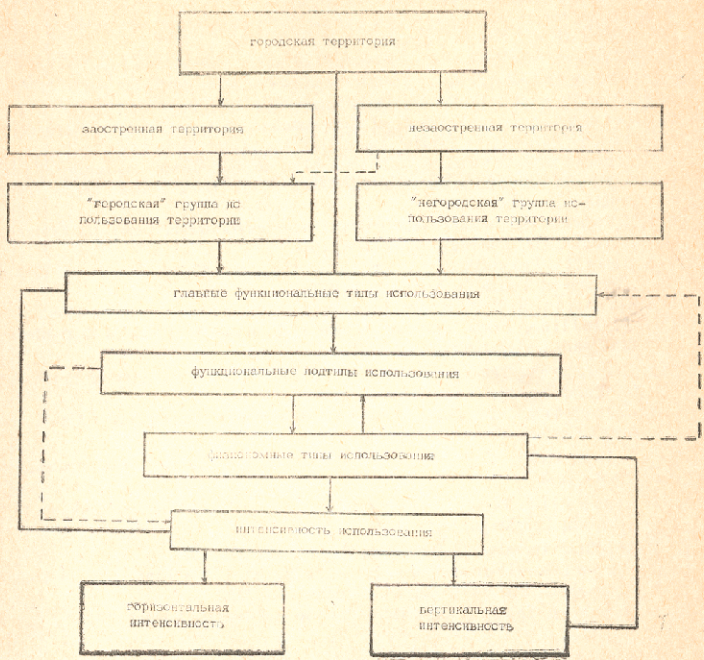 городская территория
застроенная территория
незастроенная территория
"городская" группа ис
пользования территории
"негородская" группа ис-
пользования территории
главные функциональные типы использования
функциональные подтипы использования
физиономные типы использования
интенсивность использования
горизонтальная
интенсивность
вертикальная
интенсивность